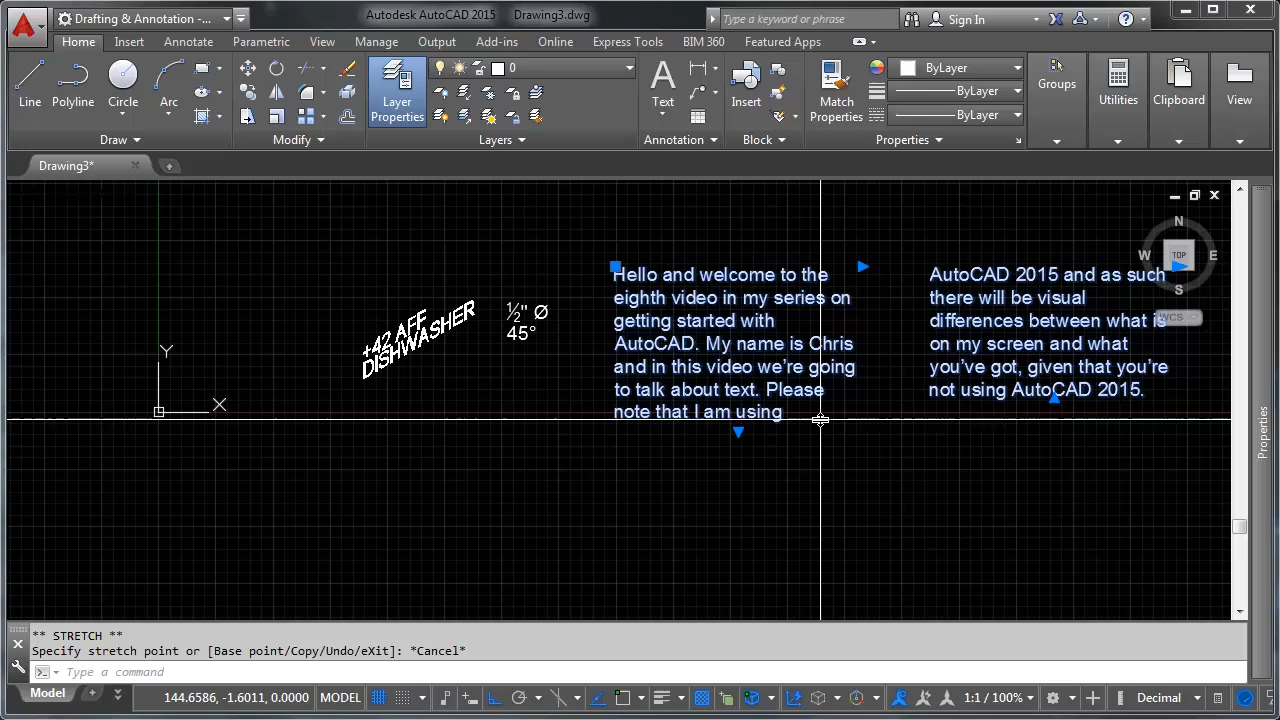 Drafting & Annotation -...
Autodesk AutoCAD 2015 Drawing3.dwg
Type a keyword or phrase
Sign In
Home Insert Annotate Parametric View Manage Output Add-ins Online Express Tools BIM 360 Featured Apps
Line
Polyline
Circle
Arc
Draw
Modify
Layer
Properties
0
Layers
Text
Annotation
Insert
Block
Match
Properties
ByLayer
ByLayer
ByLayer
Properties
Groups
Utilities
Clipboard
View
Drawing3*
N
W TOP E
S
WCS
Y
X
+42 AFF
DISHWASHER
½" Ø
45°
Hello and welcome to the
eighth video in my series on
getting started with
AutoCAD. My name is Chris
and in this video we’re going
to talk about text. Please
note that I am using
AutoCAD 2015 and as such
there will be visual
differences between what is
on my screen and what
you’ve got, given that you’re
not using AutoCAD 2015.
Properties
** STRETCH **
Specify stretch point or [Base point/Copy/Undo/eXit]: *Cancel*
Type a command
Model
144.6586, -1.6011, 0.0000 MODEL
1:1 / 100%
Decimal